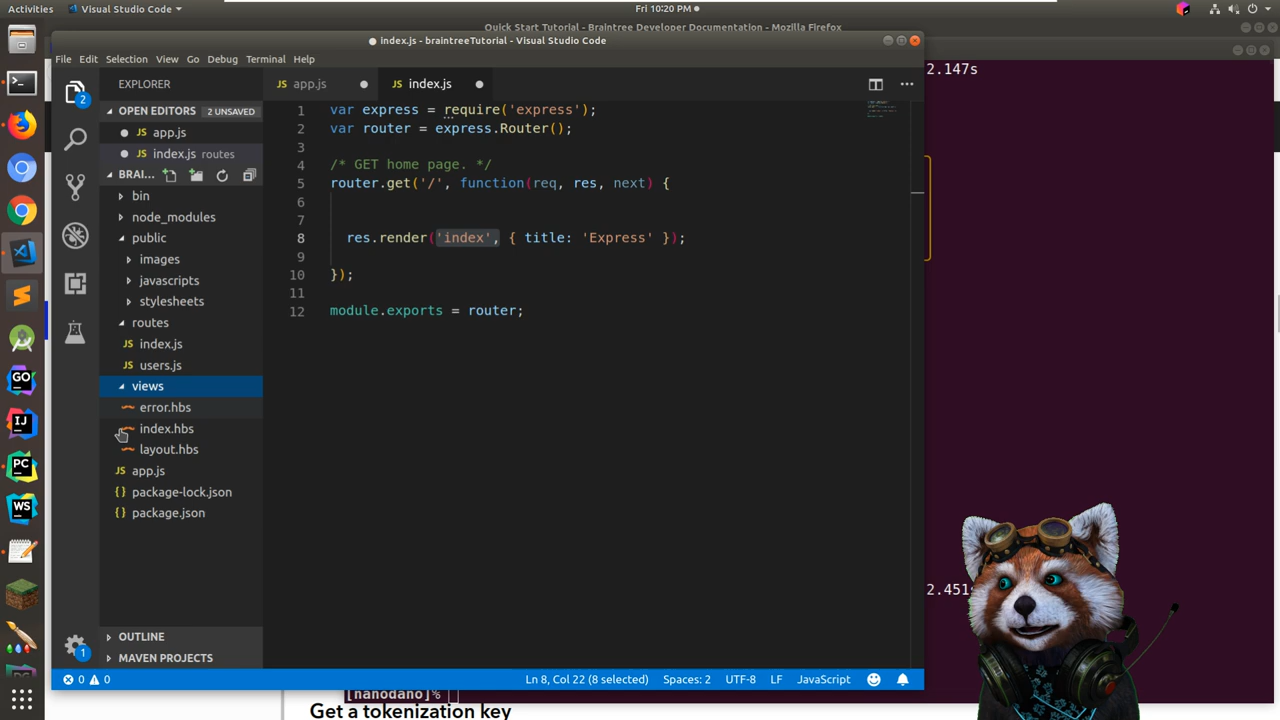 Activities
Visual Studio Code
Fri 10:20 PM
Quick Start Tutorial - Braintree Developer Documentation - Mozilla Firefox
index.js - braintreeTutorial - Visual Studio Code
File Edit Selection View Go Debug Terminal Help
EXPLORER
JS app.js
JS index.js
OPEN EDITORS 2 UNSAVED
JS app.js
JS index.js routes
BRAI...
bin
node_modules
public
images
javascripts
stylesheets
routes
JS index.js
JS users.js
views
error.hbs
index.hbs
layout.hbs
JS app.js
{ } package-lock.json
{ } package.json
OUTLINE
MAVEN PROJECTS
1 var express = require('express');
2 var router = express.Router();
3
4 /* GET home page. */
5 router.get('/', function(req, res, next) {
6
7
8 res.render('index', { title: 'Express' });
9
10 });
11
12 module.exports = router;
2
1
GO
IJ
PC
WS
2.147s
2.451s
0 0
Ln 8, Col 22 (8 selected)
Spaces: 2
UTF-8
LF
JavaScript
[nanodano]%
Get a tokenization key